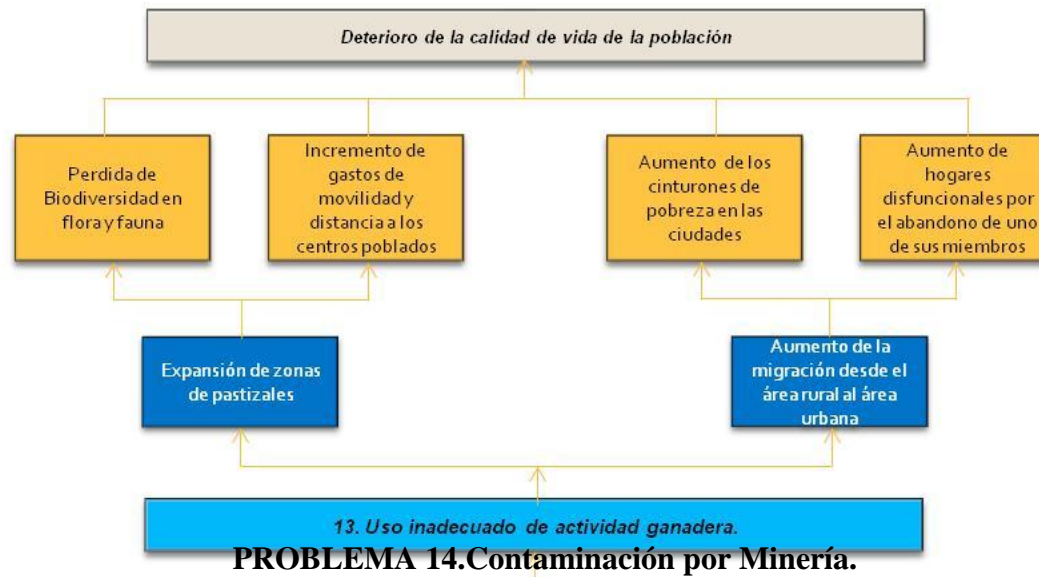 Deterioro de la calidad de vida de la población
Perdida de
Biodiversidad en
flora y fauna
Incremento de
gastos de
movilidad y
distancia a los
centros poblados
Aumento de los
cinturones de
pobreza en las
ciudades
Aumento de
hogares
disfuncionales por
el abandono de uno
de sus miembros
Expansión de zonas
de pastizales
Aumento de la
migración desde el
área rural al área
urbana
13. Uso inadecuado de actividad ganadera.
PROBLEMA 14.Contaminación por Minería.